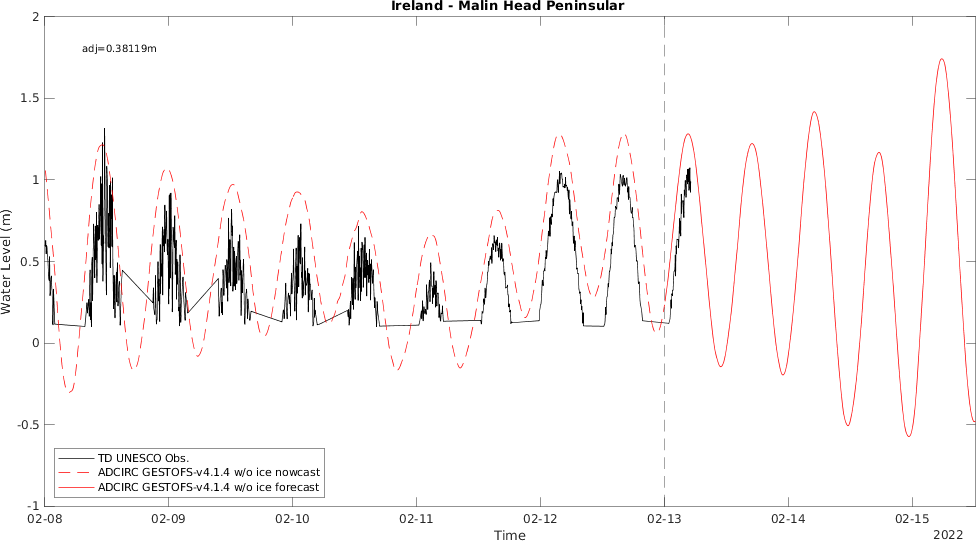 Ireland - Malin Head Peninsular
adj=0.38119m
Water Level (m)
2
1.5
1
0.5
0
-0.5
-1
TD UNESCO Obs.
ADCIRC GESTOFS-v4.1.4 w/o ice nowcast
ADCIRC GESTOFS-v4.1.4 w/o ice forecast
02-08 02-09 02-10 02-11 02-12 02-13 02-14 02-15
Time
2022